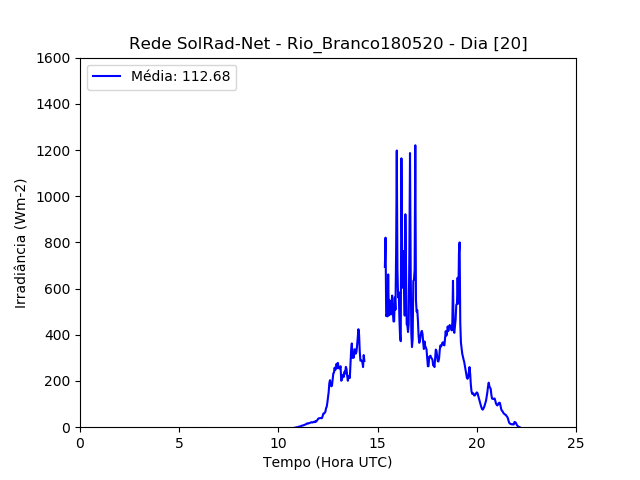 Rede SolRad-Net - Rio_Branco180520 - Dia [20]
Média: 112.68
1600
1400
1200
1000
800
600
400
200
0
Irradiância (Wm-2)
0 5 10 15 20 25
Tempo (Hora UTC)